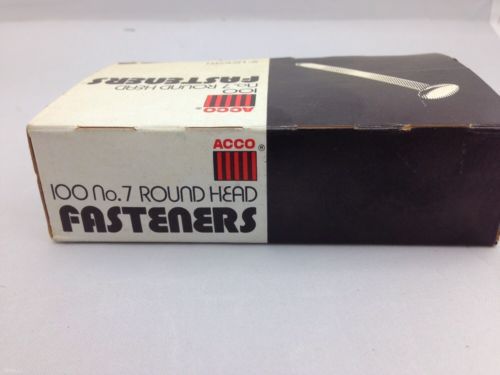 ACCO ®
100 No.7 ROUND HEAD
FASTENERS
ACCO
100 No.7 ROUND HEAD
FASTENERS